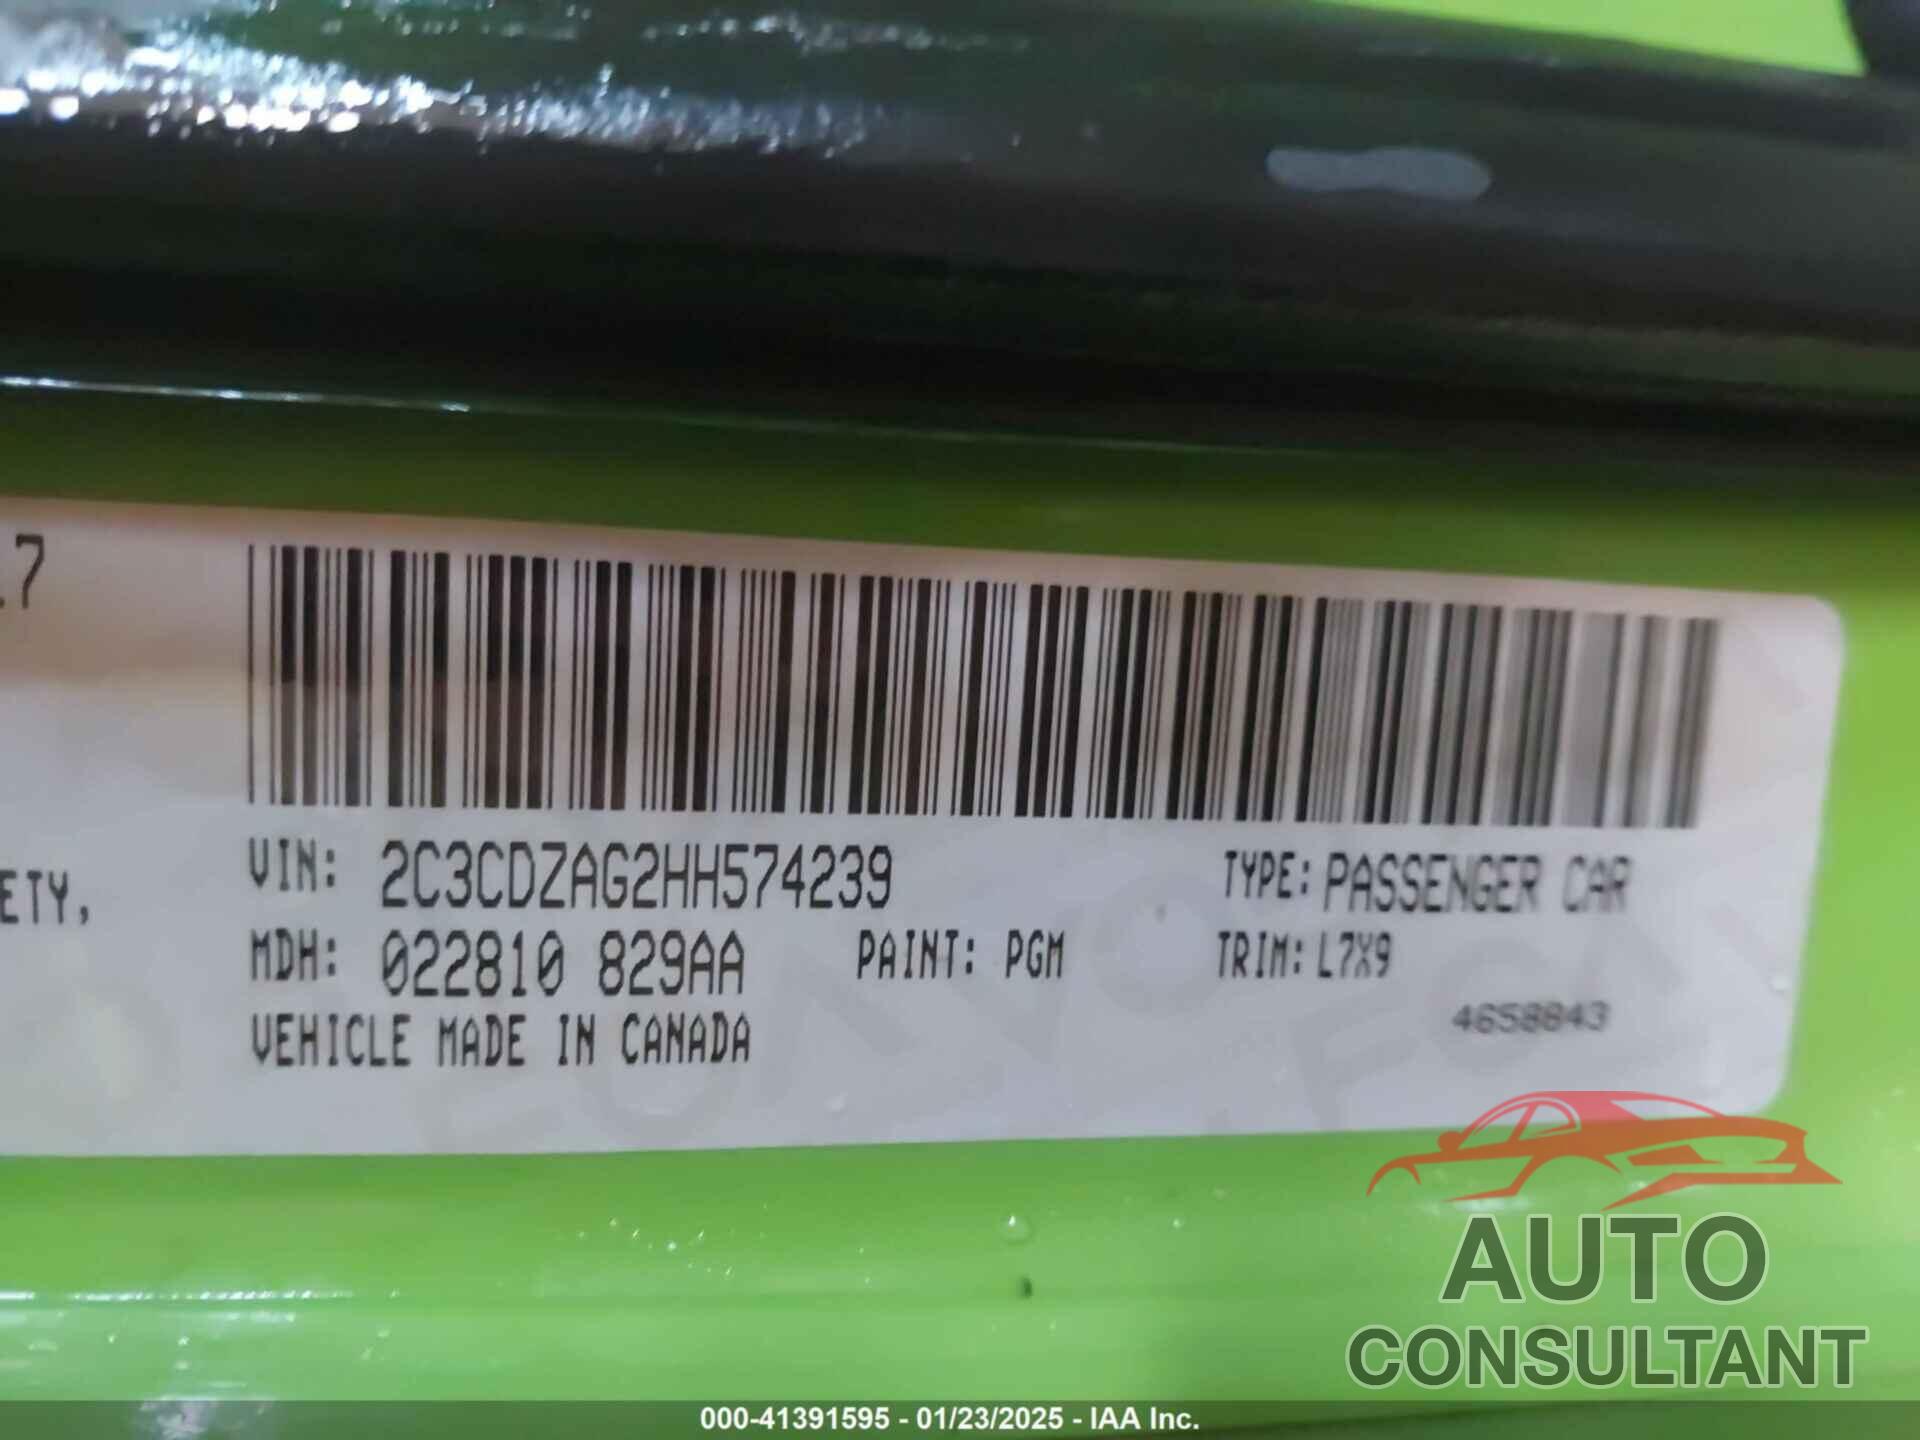 .7
VIN: 2C3CDZAG2HH574239
TYPE: PASSENGER CAR
ETY,
MDH: 022810 829AA
PAINT: PGM
TRIM: L7X9
4658843
VEHICLE MADE IN CANADA
AUTO
CONSULTANT
000-41391595 - 01/23/2025 - IAA Inc.